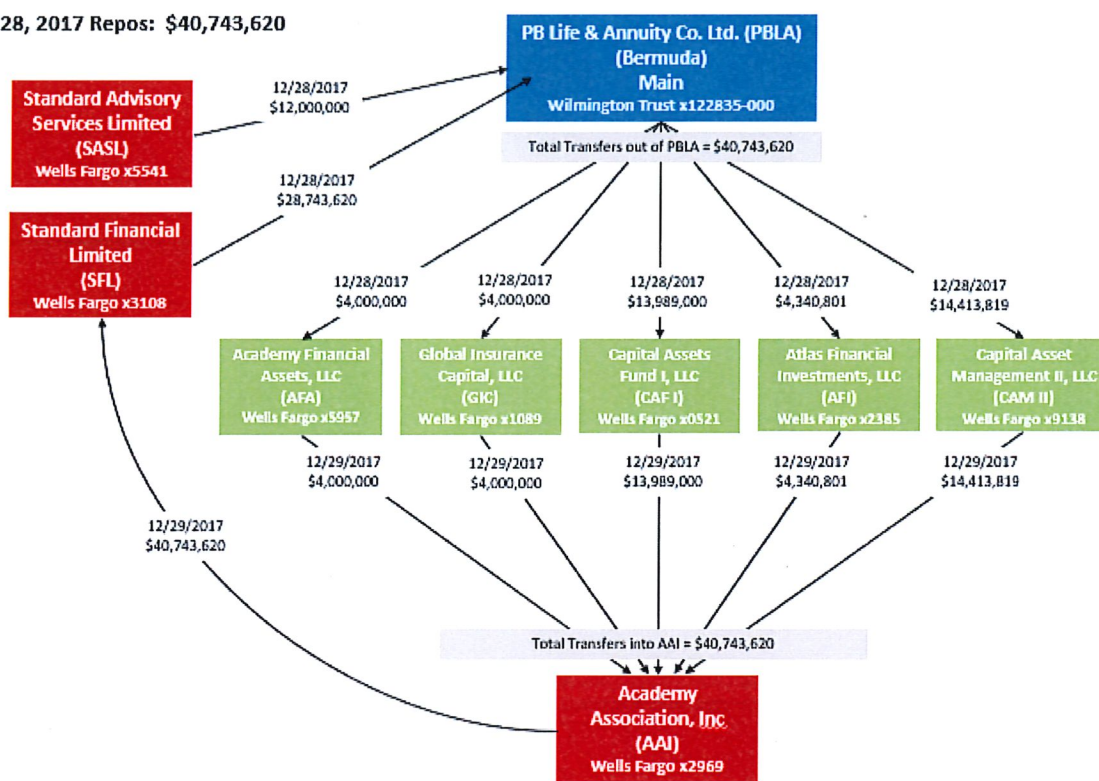 28, 2017 Repos: $40,743,620
PB Life & Annuity Co. Ltd. (PBLA)
(Bermuda)
Main
Wilmington Trust x122835-000
12/28/2017
$12,000,000
Standard Advisory
Services Limited
(SASL)
Wells Fargo x5541
Total Transfers out of PBLA = $40,743,620
12/28/2017
$28,743,620
Standard Financial
Limited
(SFL)
Wells Fargo x3108
12/28/2017
$4,000,000
12/28/2017
$4,000,000
12/28/2017
$13,989,000
12/28/2017
$4,340,801
12/28/2017
$14,413,819
Academy Financial
Assets, LLC
(AFA)
Wells Fargo x5957
Global Insurance
Capital, LLC
(GIC)
Wells Fargo x1089
Capital Assets
Fund I, LLC
(CAF I)
Wells Fargo x0521
Atlas Financial
Investments, LLC
(AFI)
Wells Fargo x2385
Capital Asset
Management II, LLC
(CAM II)
Wells Fargo x9138
12/29/2017
$4,000,000
12/29/2017
$4,000,000
12/29/2017
$13,989,000
12/29/2017
$4,340,801
12/29/2017
$14,413,819
12/29/2017
$40,743,620
Total Transfers into AAI = $40,743,620
Academy
Association, Inc
(AAI)
Wells Fargo x2969